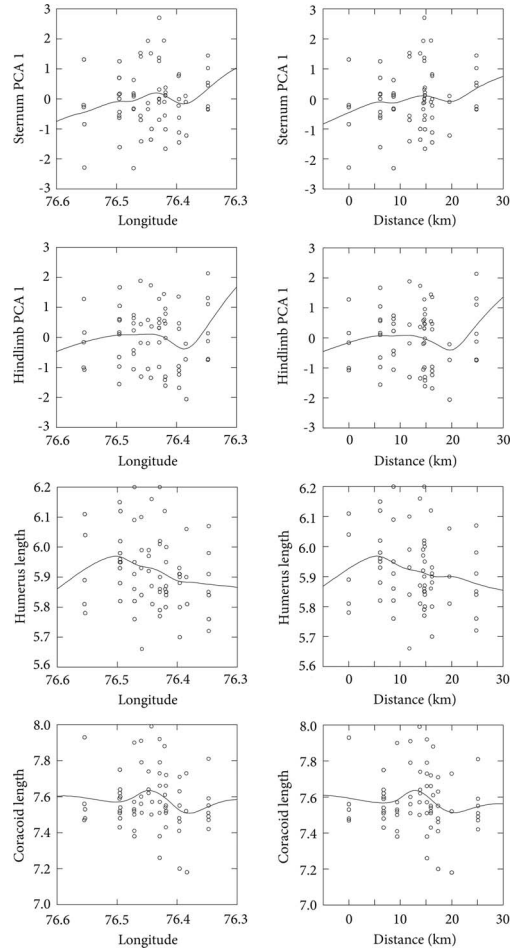 3 3
2 2
1 1
0 0
-1 -1
-2 -2
-3 -3
Sternum PCA 1 Sternum PCA 1
76.6 76.5 76.4 76.3 0 10 20 30
Longitude Distance (km)
3 3
2 2
1 1
0 0
-1 -1
-2 -2
-3 -3
Hindlimb PCA 1 Hindlimb PCA 1
76.6 76.5 76.4 76.3 0 10 20 30
Longitude Distance (km)
6.2 6.2
6.1 6.1
6.0 6.0
5.9 5.9
5.8 5.8
5.7 5.7
5.6 5.6
Humerus length Humerus length
76.6 76.5 76.4 76.3 0 10 20 30
Longitude Distance (km)
8.0 8.0
7.8 7.8
7.6 7.6
7.4 7.4
7.2 7.2
7.0 7.0
Coracoid length Coracoid length
76.6 76.5 76.4 76.3 0 10 20 30
Longitude Distance (km)